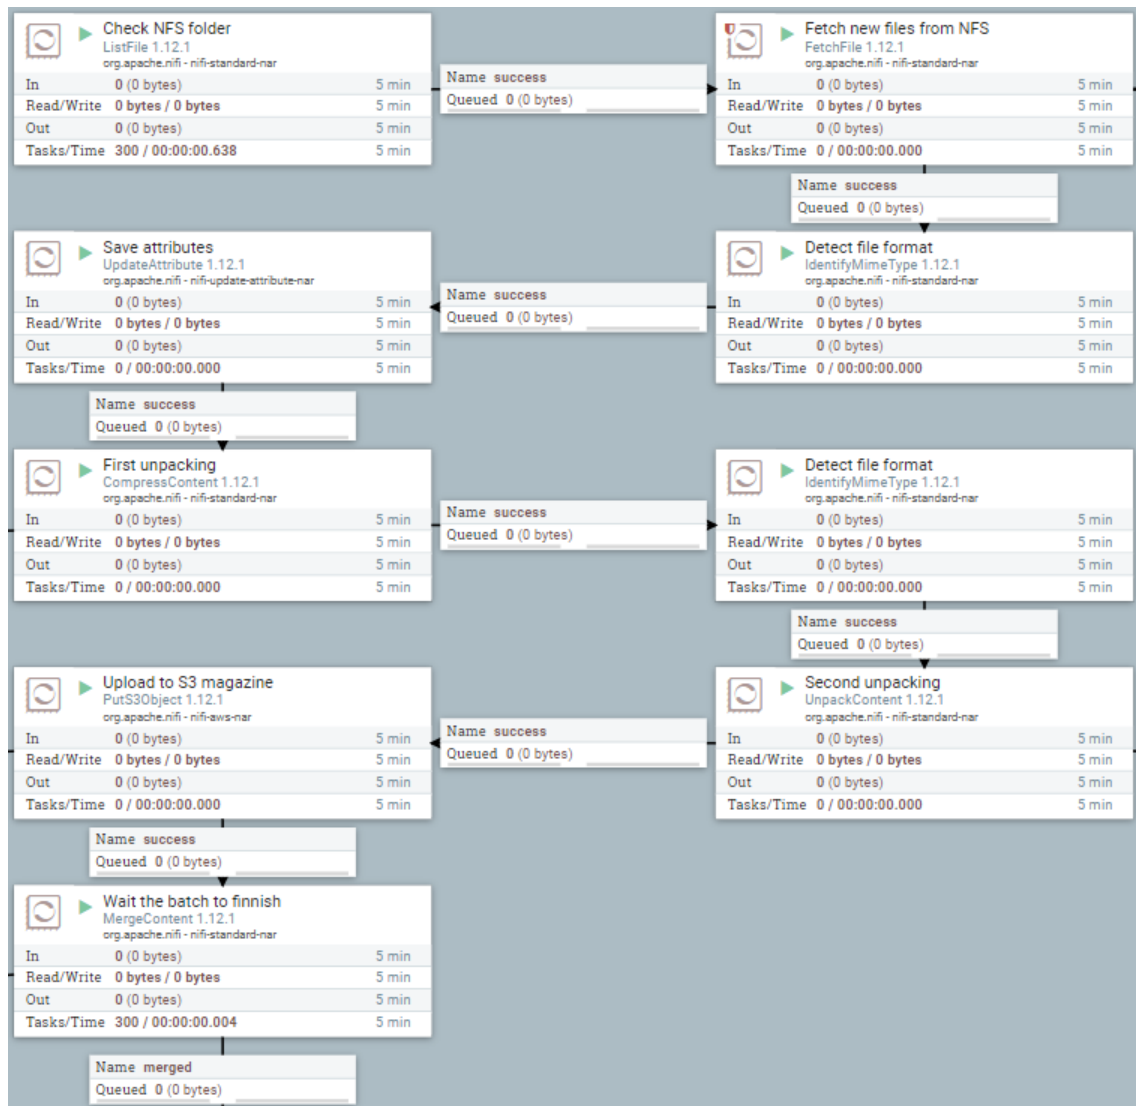 Check NFS folder
ListFile 1.12.1
org.apache.nifi - nifi-standard-nar
In 0 (0 bytes) 5 min
Read/Write 0 bytes / 0 bytes 5 min
Out 0 (0 bytes) 5 min
Tasks/Time 300 / 00:00:00.638 5 min
Name success
Queued 0 (0 bytes)
Fetch new files from NFS
FetchFile 1.12.1
org.apache.nifi - nifi-standard-nar
In 0 (0 bytes) 5 min
Read/Write 0 bytes / 0 bytes 5 min
Out 0 (0 bytes) 5 min
Tasks/Time 0 / 00:00:00.000 5 min
Name success
Queued 0 (0 bytes)
Save attributes
UpdateAttribute 1.12.1
org.apache.nifi - nifi-update-attribute-nar
In 0 (0 bytes) 5 min
Read/Write 0 bytes / 0 bytes 5 min
Out 0 (0 bytes) 5 min
Tasks/Time 0 / 00:00:00.000 5 min
Name success
Queued 0 (0 bytes)
Detect file format
IdentifyMimeType 1.12.1
org.apache.nifi - nifi-standard-nar
In 0 (0 bytes) 5 min
Read/Write 0 bytes / 0 bytes 5 min
Out 0 (0 bytes) 5 min
Tasks/Time 0 / 00:00:00.000 5 min
Name success
Queued 0 (0 bytes)
First unpacking
CompressContent 1.12.1
org.apache.nifi - nifi-standard-nar
In 0 (0 bytes) 5 min
Read/Write 0 bytes / 0 bytes 5 min
Out 0 (0 bytes) 5 min
Tasks/Time 0 / 00:00:00.000 5 min
Name success
Queued 0 (0 bytes)
Detect file format
IdentifyMimeType 1.12.1
org.apache.nifi - nifi-standard-nar
In 0 (0 bytes) 5 min
Read/Write 0 bytes / 0 bytes 5 min
Out 0 (0 bytes) 5 min
Tasks/Time 0 / 00:00:00.000 5 min
Name success
Queued 0 (0 bytes)
Upload to S3 magazine
PutS3Object 1.12.1
org.apache.nifi - nifi-aws-nar
In 0 (0 bytes) 5 min
Read/Write 0 bytes / 0 bytes 5 min
Out 0 (0 bytes) 5 min
Tasks/Time 0 / 00:00:00.000 5 min
Name success
Queued 0 (0 bytes)
Second unpacking
UnpackContent 1.12.1
org.apache.nifi - nifi-standard-nar
In 0 (0 bytes) 5 min
Read/Write 0 bytes / 0 bytes 5 min
Out 0 (0 bytes) 5 min
Tasks/Time 0 / 00:00:00.000 5 min
Name success
Queued 0 (0 bytes)
Wait the batch to finnish
MergeContent 1.12.1
org.apache.nifi - nifi-standard-nar
In 0 (0 bytes) 5 min
Read/Write 0 bytes / 0 bytes 5 min
Out 0 (0 bytes) 5 min
Tasks/Time 300 / 00:00:00.004 5 min
Name merged
Queued 0 (0 bytes)